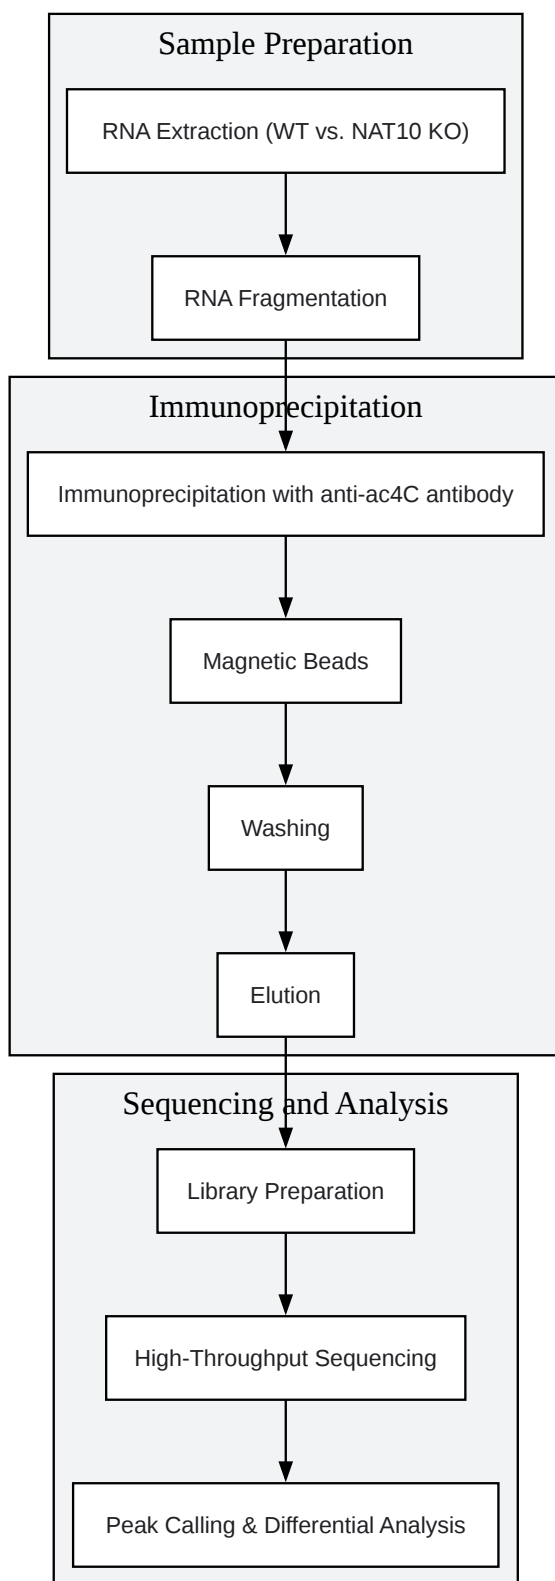 Sample Preparation
RNA Extraction (WT vs. NAT10 KO)
RNA Fragmentation
Immunoprecipitation
Immunoprecipitation with anti-ac4C antibody
Magnetic Beads
Washing
Elution
Sequencing and Analysis
Library Preparation
High-Throughput Sequencing
Peak Calling & Differential Analysis